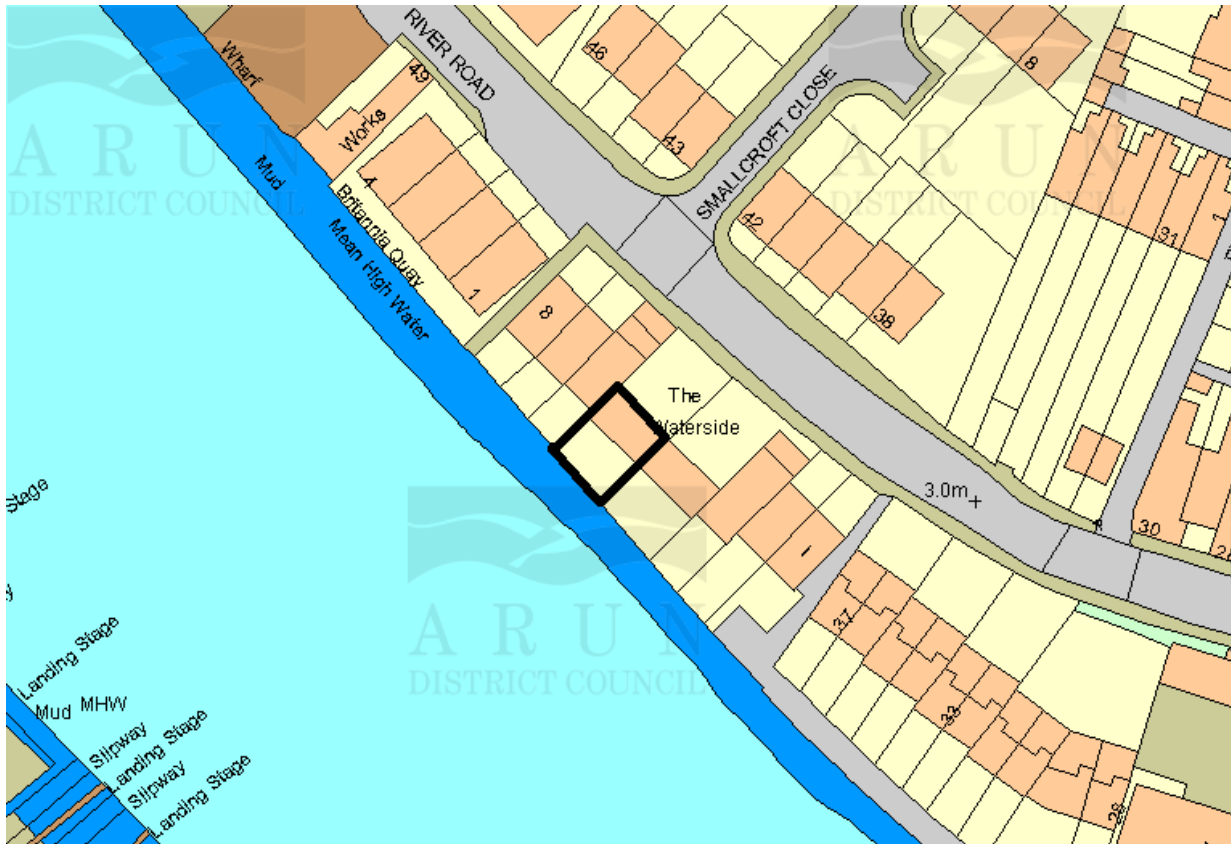 RIVER ROAD
46
8
Wharf
49
Works
43
SMALLCROFT CLOSE
ARUN
DISTRICT COUNCIL
ARUN
DISTRICT COUNCIL
Mud
4
Britannia Quay
Mean High Water
1
42
31
8
38
The
Waterside
3.0m
Stage
30
1
ARUN
DISTRICT COUNCIL
37
33
28
Landing Stage
Mud
MHW
Slipway
Landing Stage
Slipway
Landing Stage